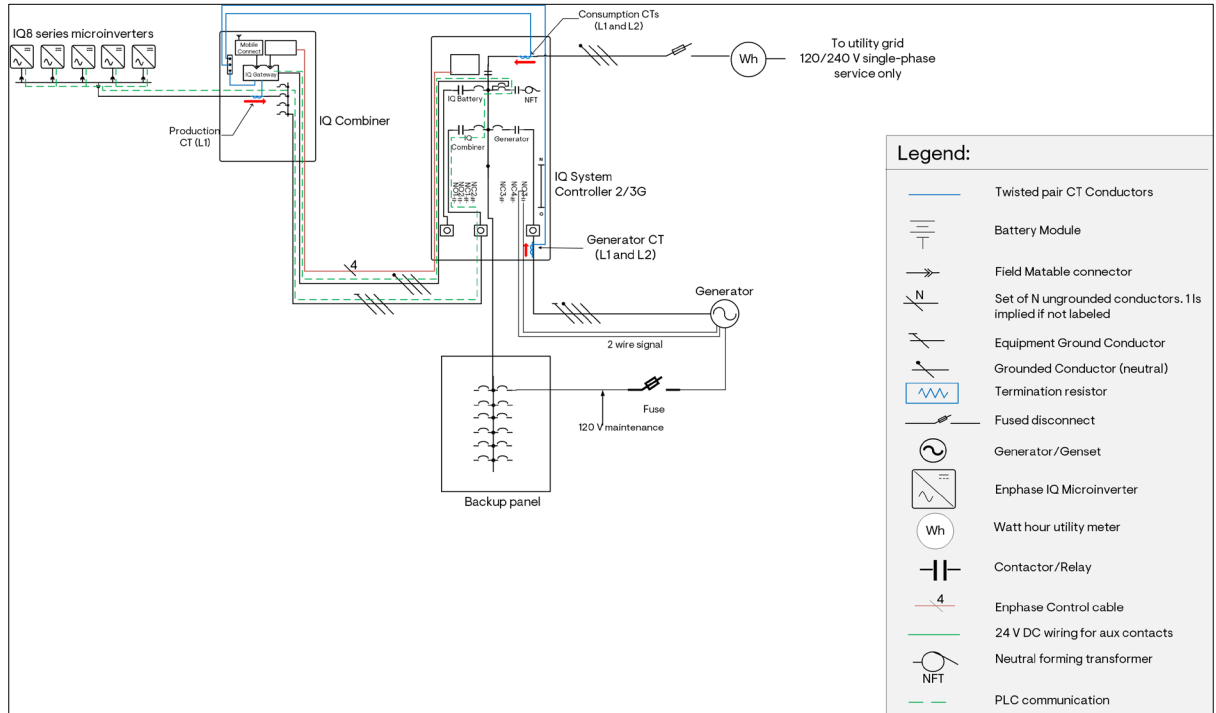 IQ8 series microinverters
Mobile
Connect
IQ Gateway
Production
CT (L1)
IQ Combiner
Consumption CTs
(L1 and L2)
Wh
To utility grid
120/240 V single-phase
service only
IQ Battery
NFT
IQ
Combiner
Generator
N
G
IQ System
Controller 2/3G
Generator CT
(L1 and L2)
4
Generator
2 wire signal
Fuse
120 V maintenance
Backup panel
Legend:
Twisted pair CT Conductors
Battery Module
Field Matable connector
N
Set of N ungrounded conductors. 1 Is
implied if not labeled
Equipment Ground Conductor
Grounded Conductor (neutral)
Termination resistor
Fused disconnect
Generator/Genset
Enphase IQ Microinverter
Wh
Watt hour utility meter
Contactor/Relay
4
Enphase Control cable
24 V DC wiring for aux contacts
Neutral forming transformer
NFT
PLC communication